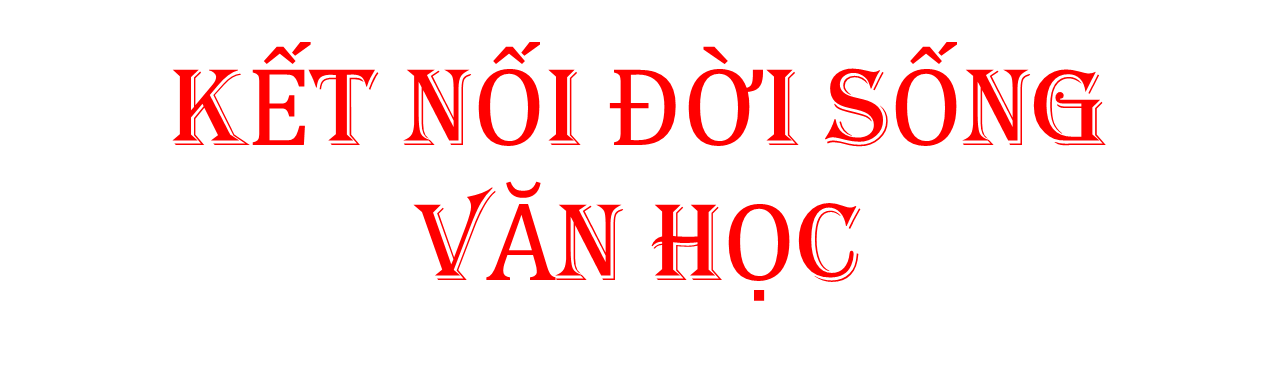 KẾT NỐI ĐỜI SỐNG
VĂN HỌC